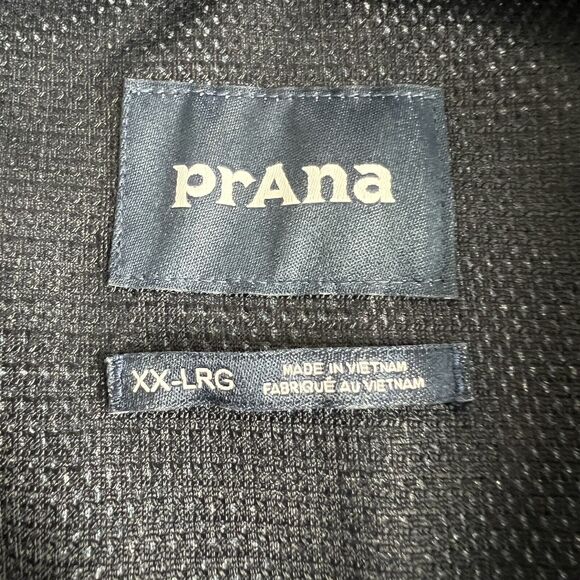 prAna
XX-LRG
MADE IN VIETNAM
FABRIQUÉ AU VIETNAM